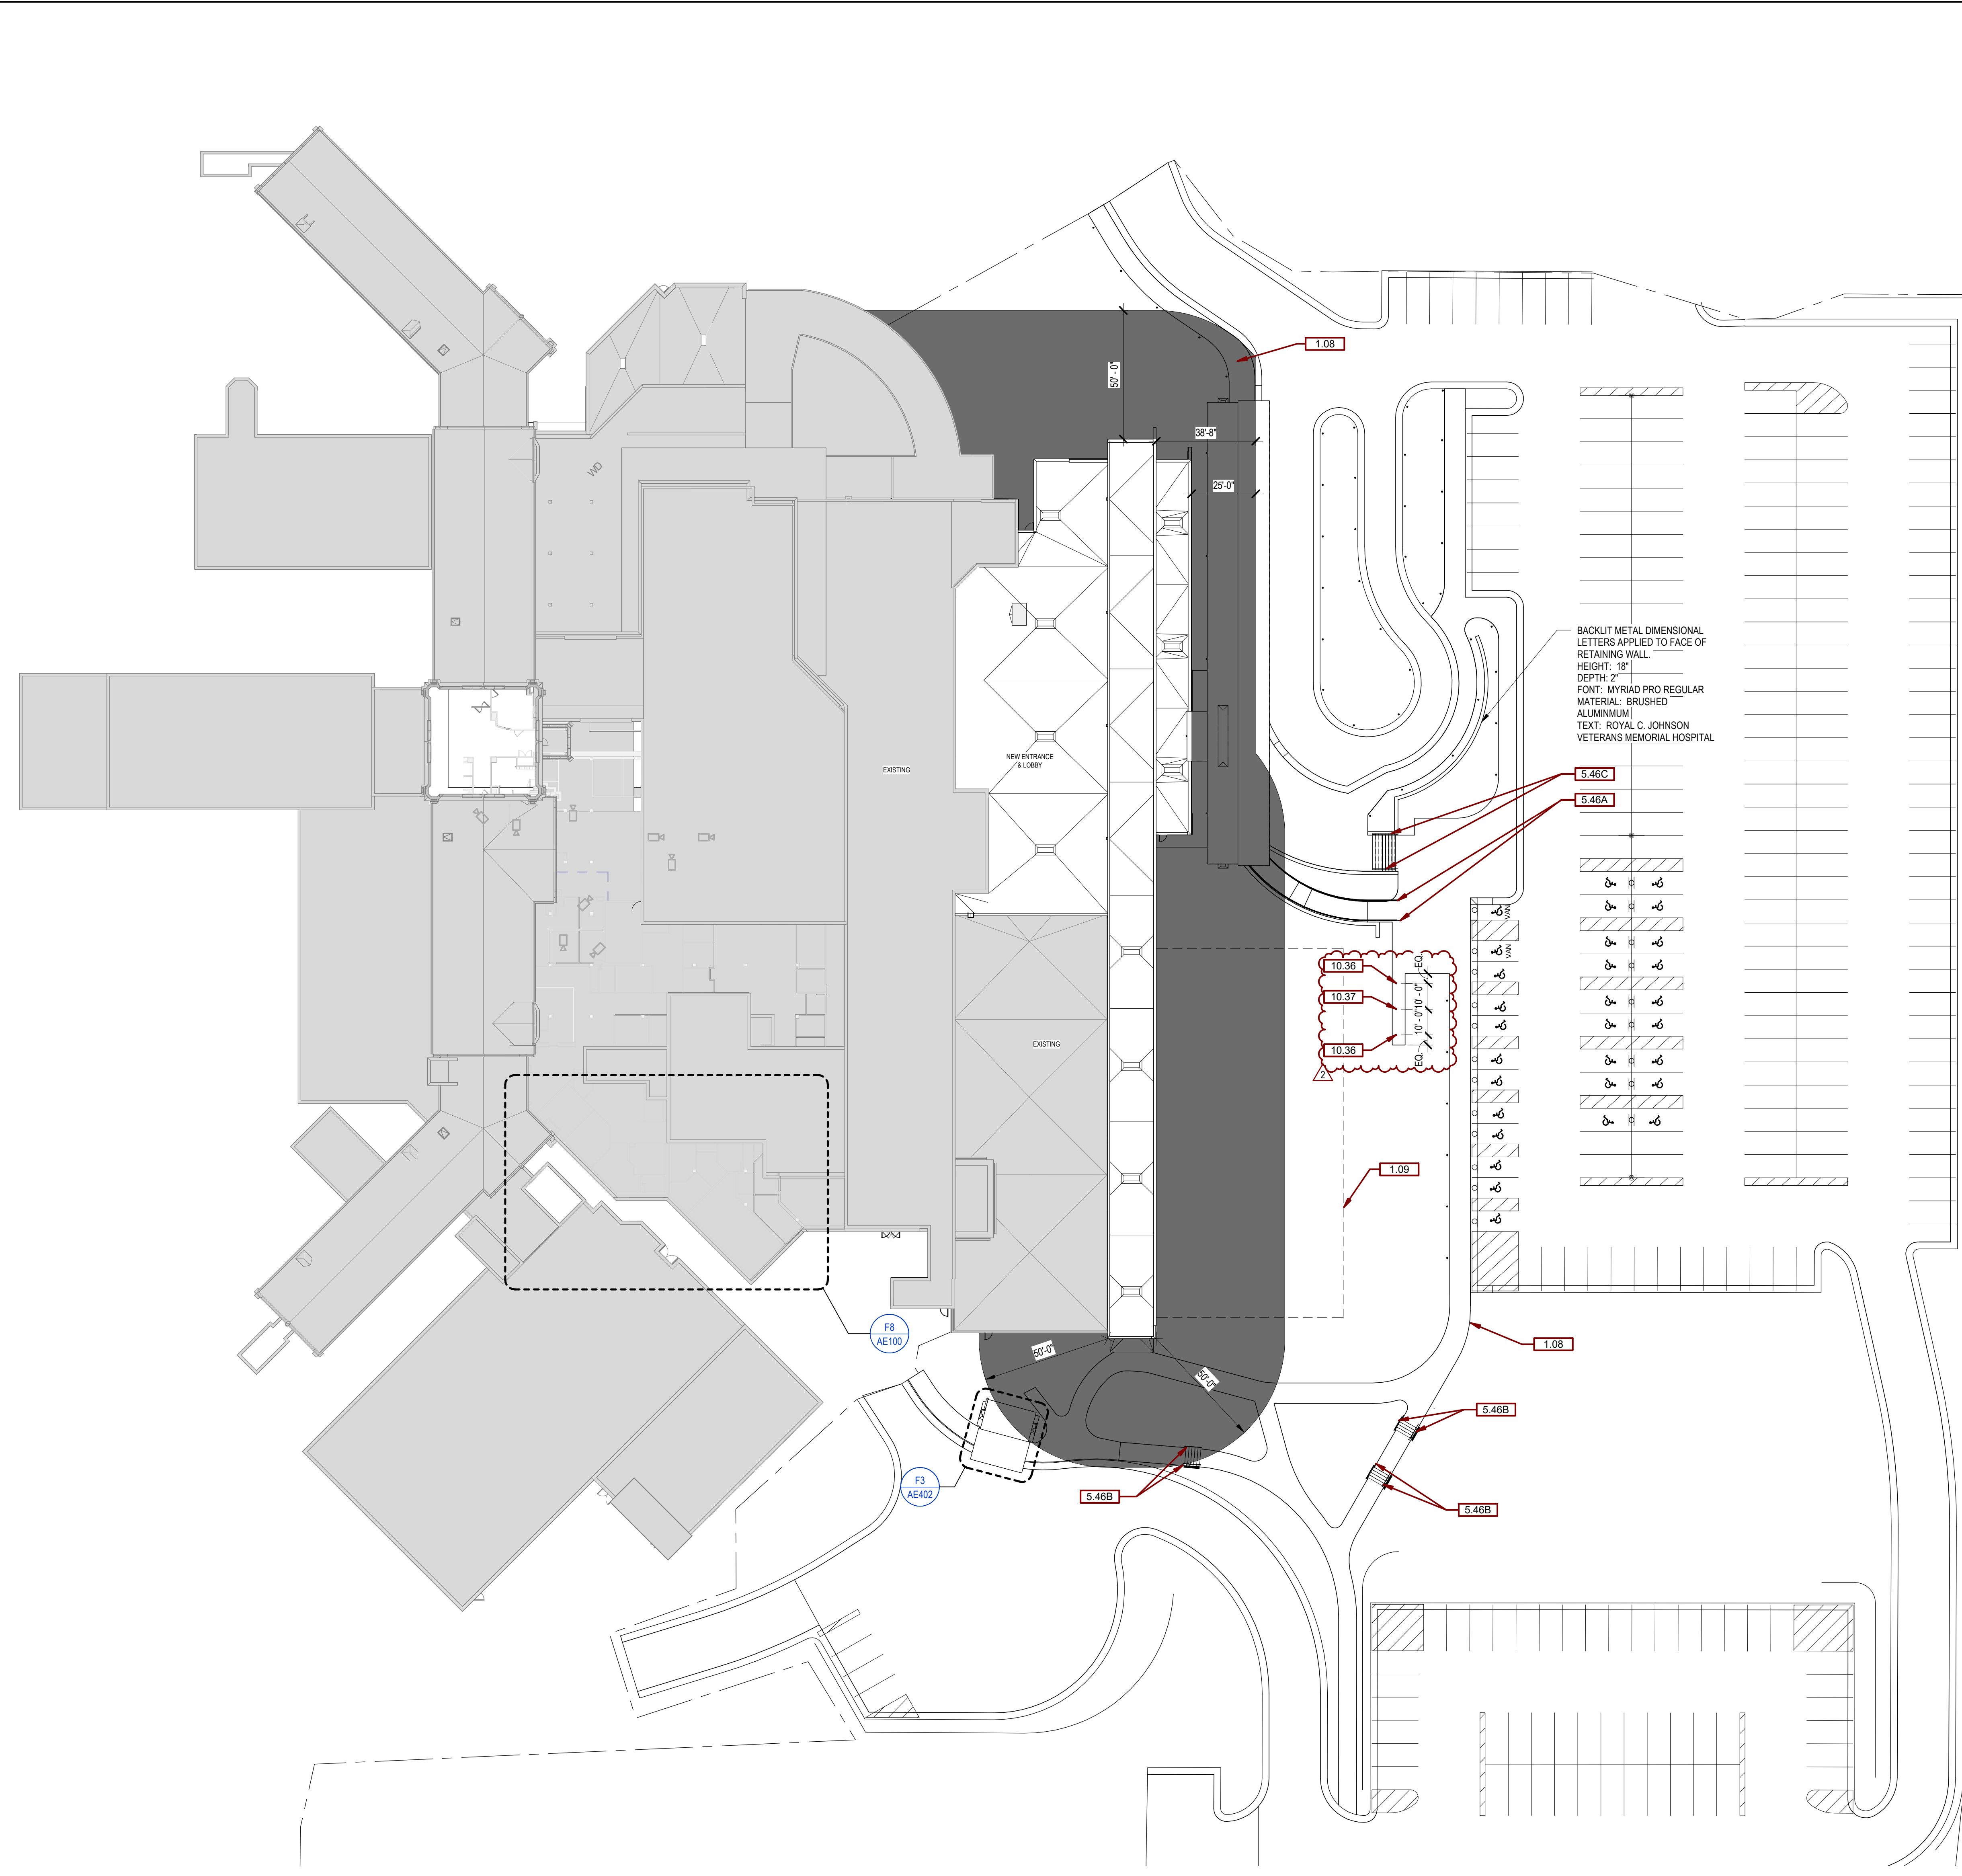 1.08
50' - 0"
38'-8"
25'-0"
WD
BACKLIT METAL DIMENSIONAL
LETTERS APPLIED TO FACE OF
RETAINING WALL.
HEIGHT: 18"
DEPTH: 2"
FONT: MYRIAD PRO REGULAR
MATERIAL: BRUSHED
ALUMINMUM
TEXT: ROYAL C. JOHNSON
VETERANS MEMORIAL HOSPITAL
NEW ENTRANCE
& LOBBY
EXISTING
5.46C
5.46A
VAN
VAN
10.36
EQ.
10.37
10' - 0"
10' - 0"
10.36
EQ.
2
EXISTING
1.09
F8
AE100
1.08
50'-0"
50'-0"
5.46B
F3
AE402
5.46B
5.46B